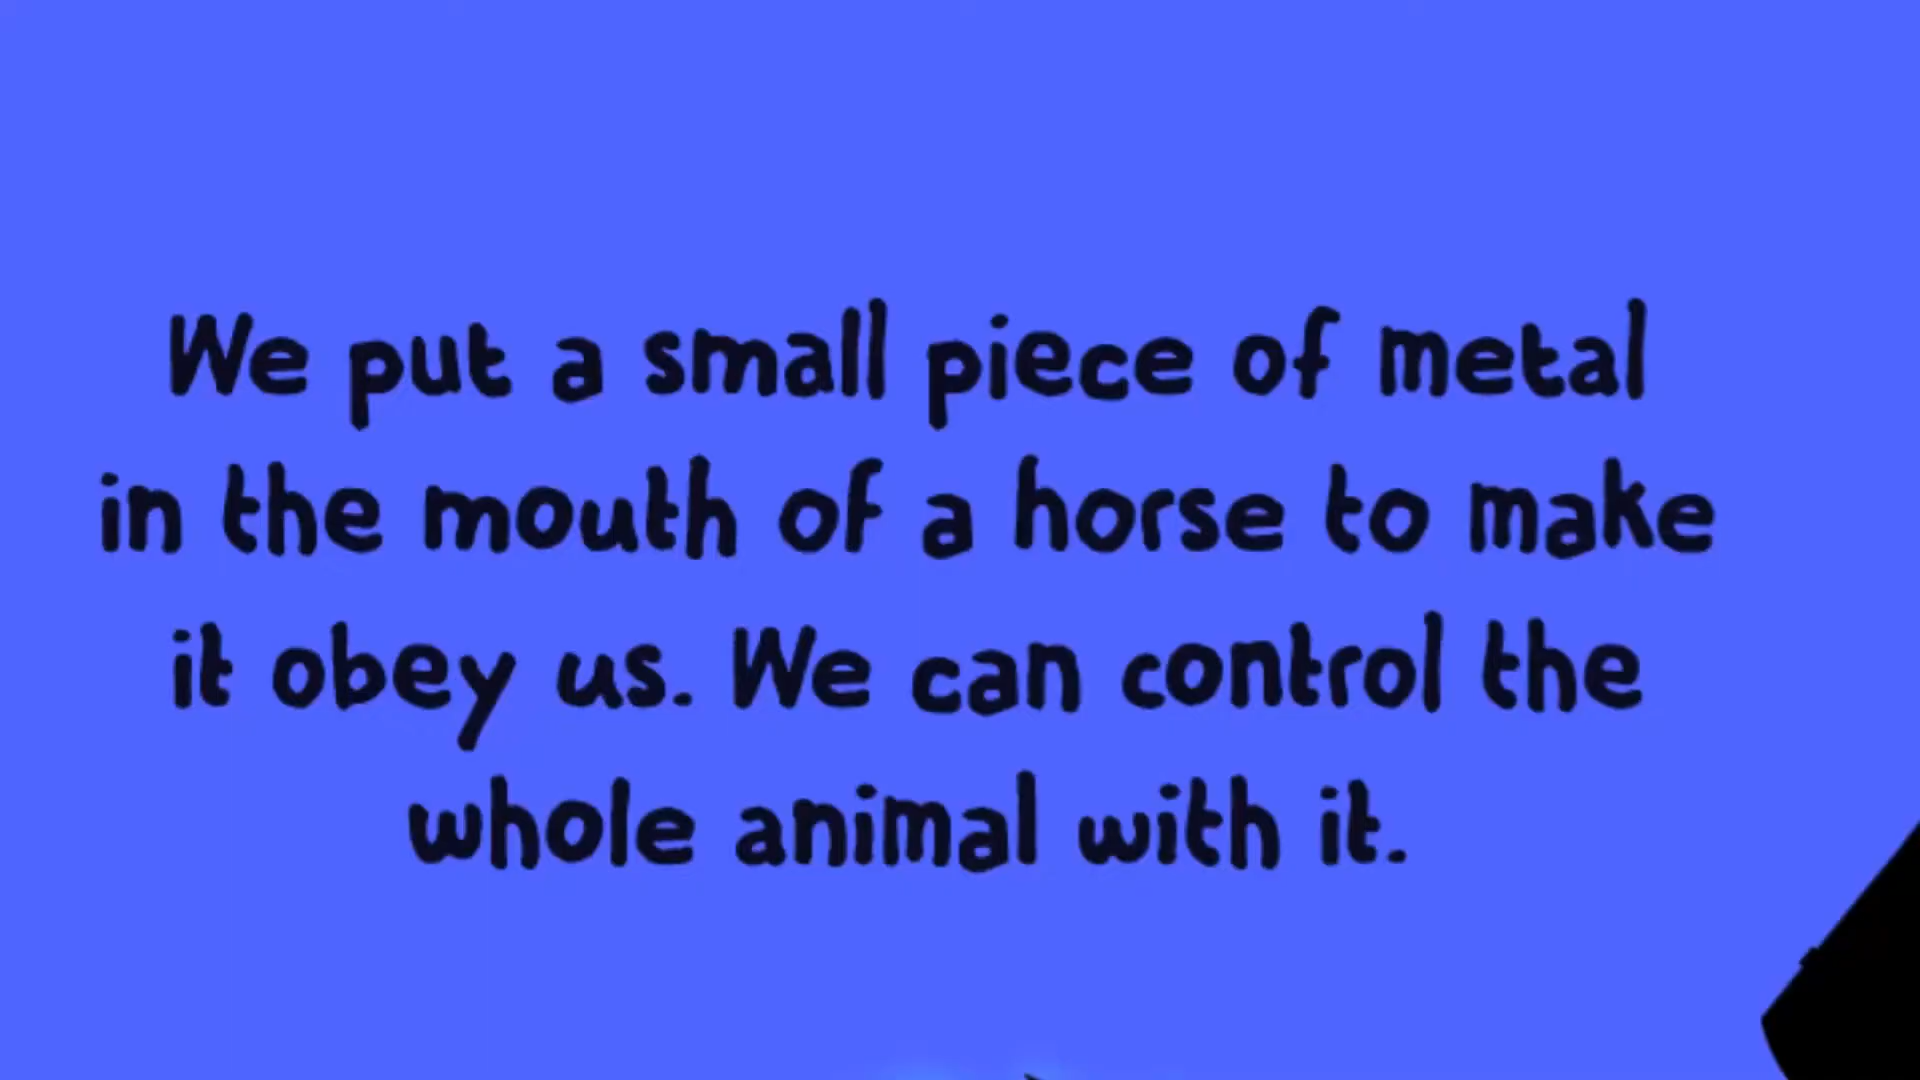 We put a small piece of metal
in the mouth of a horse to make
it obey us. We can control the
whole animal with it.